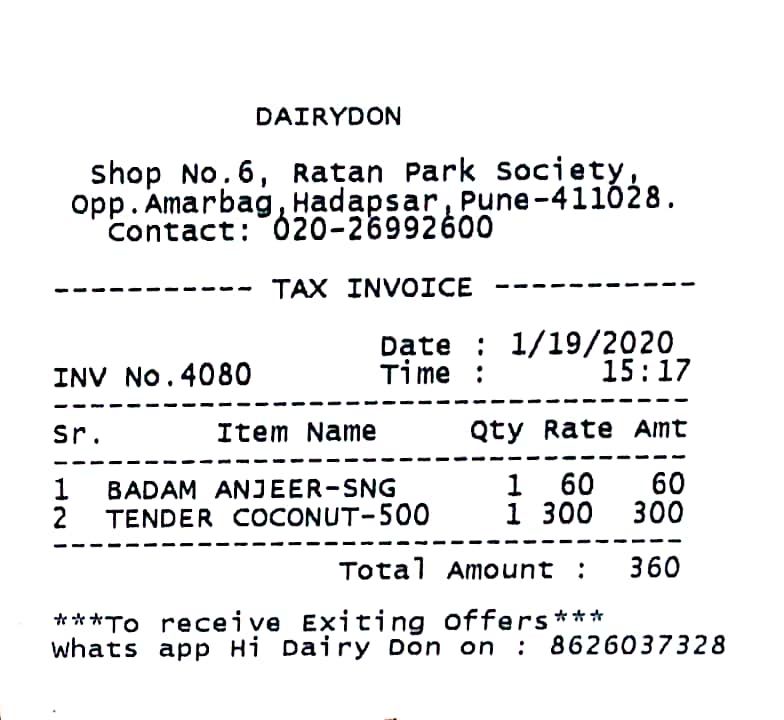 DAIRYDON
Shop No.6, Ratan Park Society,
Opp.Amarbag,Hadapsar,Pune-411028.
Contact: 020-26992600
----------- TAX INVOICE -----------
Date : 1/19/2020
INV No.4080 Time : 15:17
-----------------------------------
Sr. Item Name Qty Rate Amt
-----------------------------------
1 BADAM ANJEER-SNG 1 60 60
2 TENDER COCONUT-500 1 300 300
-----------------------------------
Total Amount : 360
***To receive Exiting Offers***
Whats app Hi Dairy Don on : 8626037328